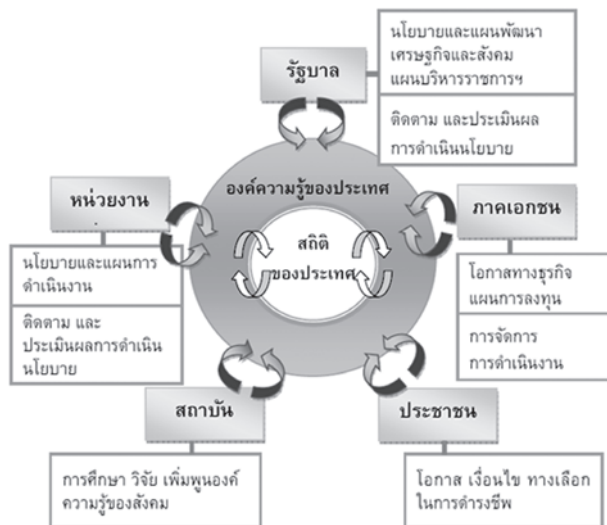 รัฐบาล
นโยบายและแผนพัฒนา
เศรษฐกิจและสังคม
แผนบริหารราชการฯ
ติดตาม และประเมินผล
การดำเนินนโยบาย
องค์ความรู้ของประเทศ
สถิติ
ของประเทศ
หน่วยงาน
นโยบายและแผนการ
ดำเนินงาน
ติดตาม และ
ประเมินผลการดำเนิน
นโยบาย
ภาคเอกชน
โอกาสทางธุรกิจ
แผนการลงทุน
การจัดการ
การดำเนินงาน
สถาบัน
การศึกษา วิจัย เพิ่มพูนองค์
ความรู้ของสังคม
ประชาชน
โอกาส เงื่อนไข ทางเลือก
ในการดำรงชีพ